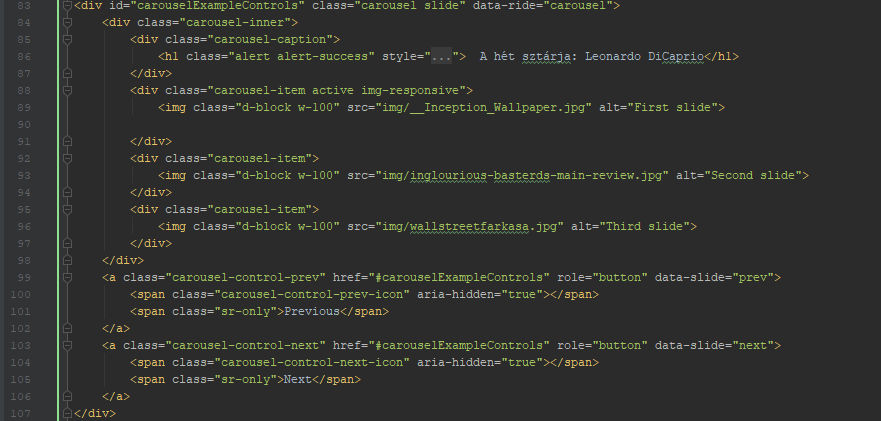 83 <div id="carouselExampleControls" class="carousel slide" data-ride="carousel">
84 <div class="carousel-inner">
85 <div class="carousel-caption">
86 <h1 class="alert alert-success" style="..."> A hét sztárja: Leonardo DiCaprio</h1>
87 </div>
88 <div class="carousel-item active img-responsive">
89 <img class="d-block w-100" src="img/__Inception_Wallpaper.jpg" alt="First slide">
90
91 </div>
92 <div class="carousel-item">
93 <img class="d-block w-100" src="img/inglourious-basterds-main-review.jpg" alt="Second slide">
94 </div>
95 <div class="carousel-item">
96 <img class="d-block w-100" src="img/wallstreetfarkasa.jpg" alt="Third slide">
97 </div>
98 </div>
99 <a class="carousel-control-prev" href="#carouselExampleControls" role="button" data-slide="prev">
100 <span class="carousel-control-prev-icon" aria-hidden="true"></span>
101 <span class="sr-only">Previous</span>
102 </a>
103 <a class="carousel-control-next" href="#carouselExampleControls" role="button" data-slide="next">
104 <span class="carousel-control-next-icon" aria-hidden="true"></span>
105 <span class="sr-only">Next</span>
106 </a>
107 </div>